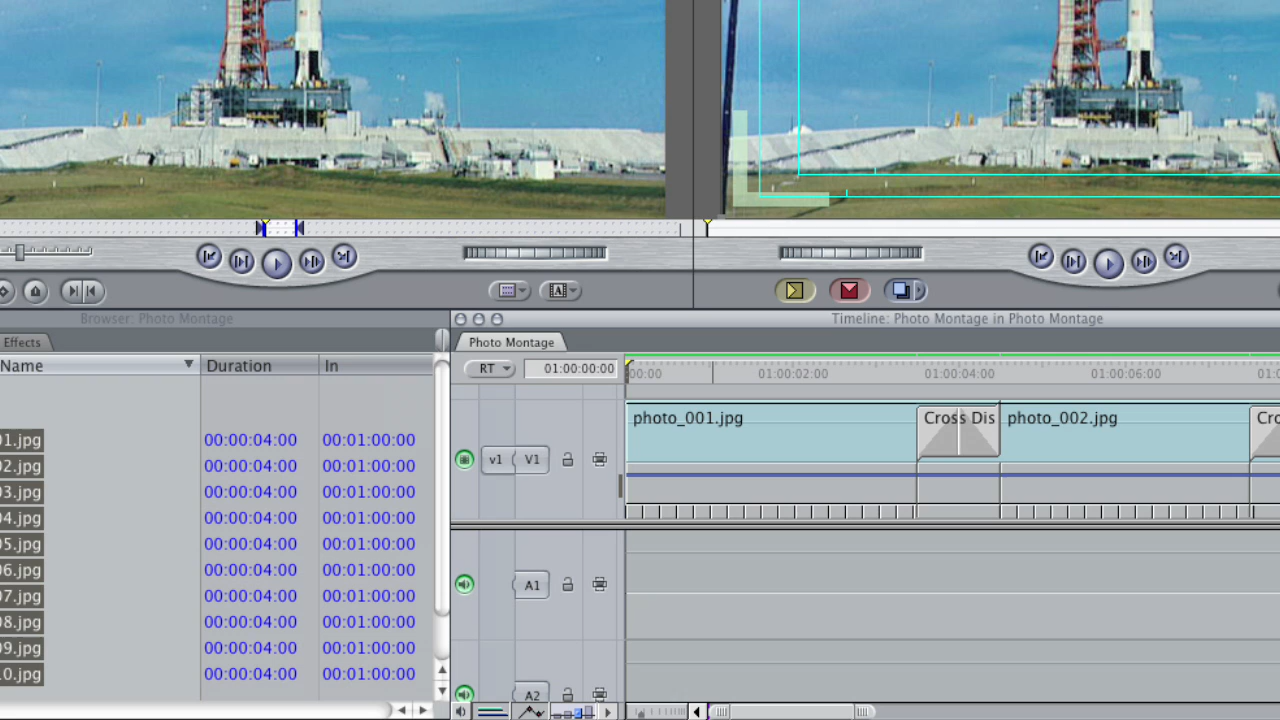 Browser: Photo Montage
Timeline: Photo Montage in Photo Montage
Effects
Photo Montage
Name
Duration
In
RT
01:00:00:00
00:00
01:00:02:00
01:00:04:00
01:00:06:00
photo_001.jpg
Cross Dis
photo_002.jpg
Cro
v1
V1
A1
A2
01.jpg 00:00:04:00 00:01:00:00
02.jpg 00:00:04:00 00:01:00:00
03.jpg 00:00:04:00 00:01:00:00
04.jpg 00:00:04:00 00:01:00:00
05.jpg 00:00:04:00 00:01:00:00
06.jpg 00:00:04:00 00:01:00:00
07.jpg 00:00:04:00 00:01:00:00
08.jpg 00:00:04:00 00:01:00:00
09.jpg 00:00:04:00 00:01:00:00
10.jpg 00:00:04:00 00:01:00:00